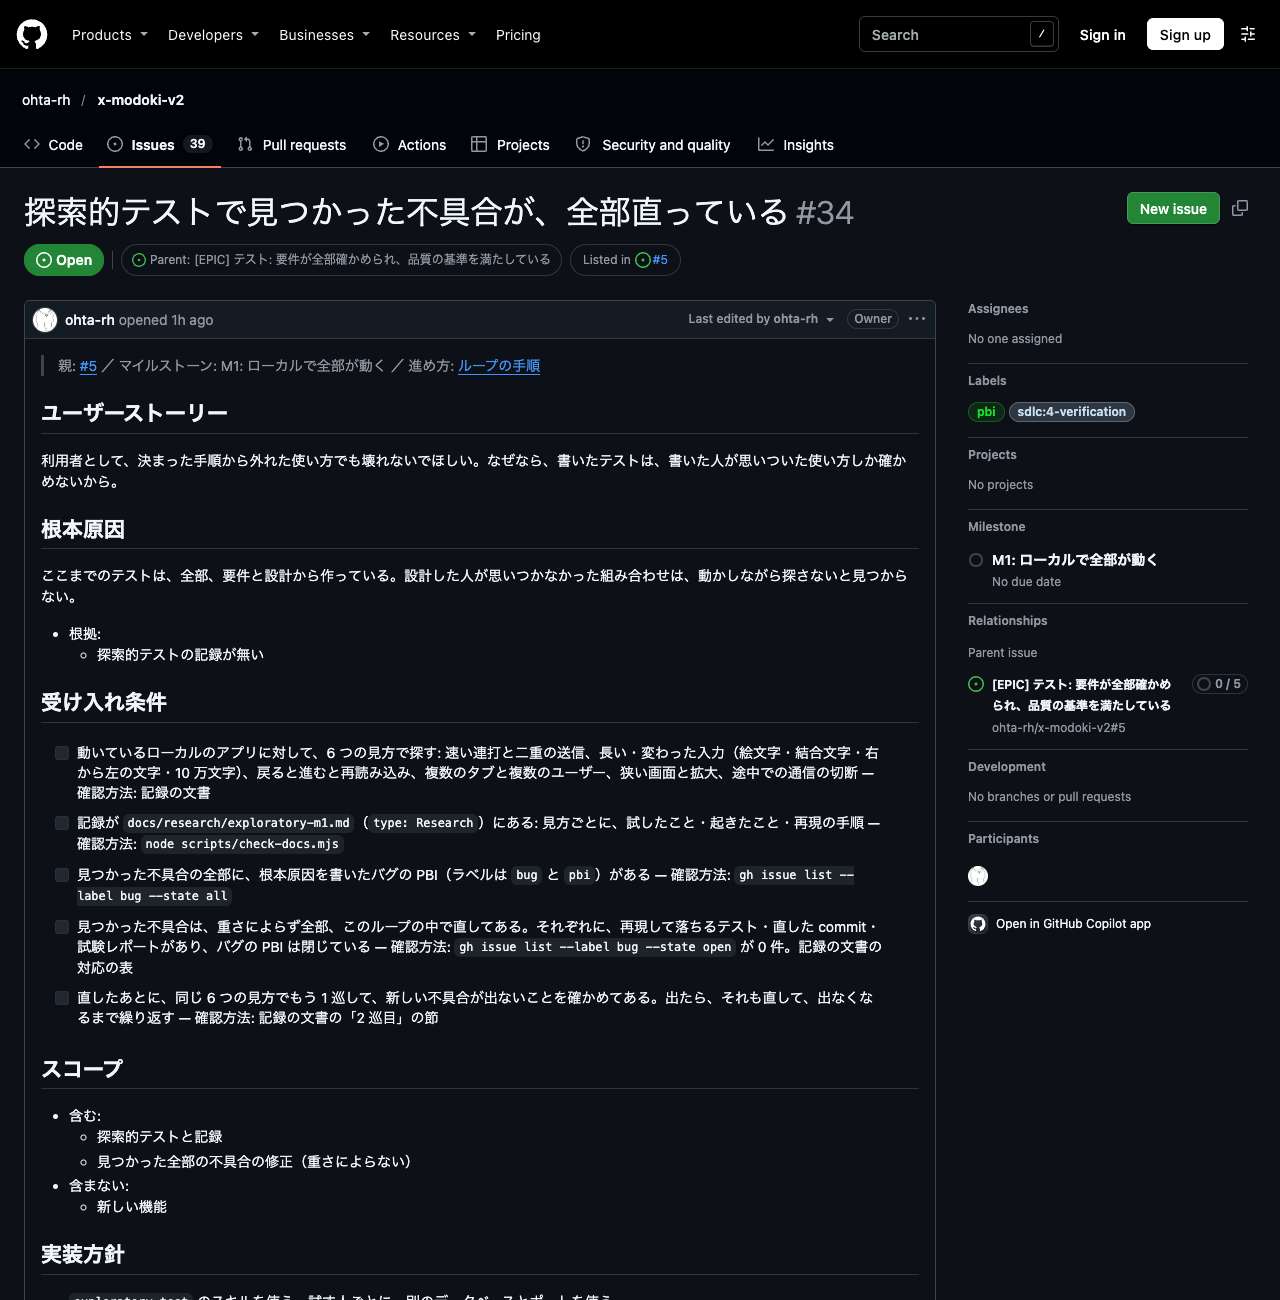 Products
Developers
Businesses
Resources
Pricing
Search
/
Sign in
Sign up
ohta-rh / x-modoki-v2
Code
Issues 39
Pull requests
Actions
Projects
Security and quality
Insights
探索的テストで見つかった不具合が、全部直っている #34
New issue
Open
Parent: [EPIC] テスト: 要件が全部確かめられ、品質の基準を満たしている
Listed in #5
ohta-rh opened 1h ago
Last edited by ohta-rh
Owner
親: #5 ／ マイルストーン: M1: ローカルで全部が動く ／ 進め方: ループの手順
ユーザーストーリー
利用者として、決まった手順から外れた使い方でも壊れないでほしい。なぜなら、書いたテストは、書いた人が思いついた使い方しか確か
めないから。
根本原因
ここまでのテストは、全部、要件と設計から作っている。設計した人が思いつかなかった組み合わせは、動かしながら探さないと見つから
ない。
根拠:
探索的テストの記録が無い
受け入れ条件
動いているローカルのアプリに対して、6 つの見方で探す: 速い連打と二重の送信、長い・変わった入力（絵文字・結合文字・右
から左の文字・10 万文字）、戻ると進むと再読み込み、複数のタブと複数のユーザー、狭い画面と拡大、途中での通信の切断 —
確認方法: 記録の文書
記録が docs/research/exploratory-m1.md（type: Research）にある: 見方ごとに、試したこと・起きたこと・再現の手順 —
確認方法: node scripts/check-docs.mjs
見つかった不具合の全部に、根本原因を書いたバグの PBI（ラベルは bug と pbi）がある — 確認方法: gh issue list --
label bug --state all
見つかった不具合は、重さによらず全部、このループの中で直してある。それぞれに、再現して落ちるテスト・直した commit・
試験レポートがあり、バグの PBI は閉じている — 確認方法: gh issue list --label bug --state open が 0 件。記録の文書の
対応の表
直したあとに、同じ 6 つの見方でもう 1 巡して、新しい不具合が出ないことを確かめてある。出たら、それも直して、出なくな
るまで繰り返す — 確認方法: 記録の文書の「2 巡目」の節
スコープ
含む:
探索的テストと記録
見つかった全部の不具合の修正（重さによらない）
含まない:
新しい機能
実装方針
Assignees
No one assigned
Labels
pbi
sdlc:4-verification
Projects
No projects
Milestone
M1: ローカルで全部が動く
No due date
Relationships
Parent issue
[EPIC] テスト: 要件が全部確か​め
られ、品質の基準を満たしている
0 / 5
ohta-rh/x-modoki-v2#5
Development
No branches or pull requests
Participants
Open in GitHub Copilot app